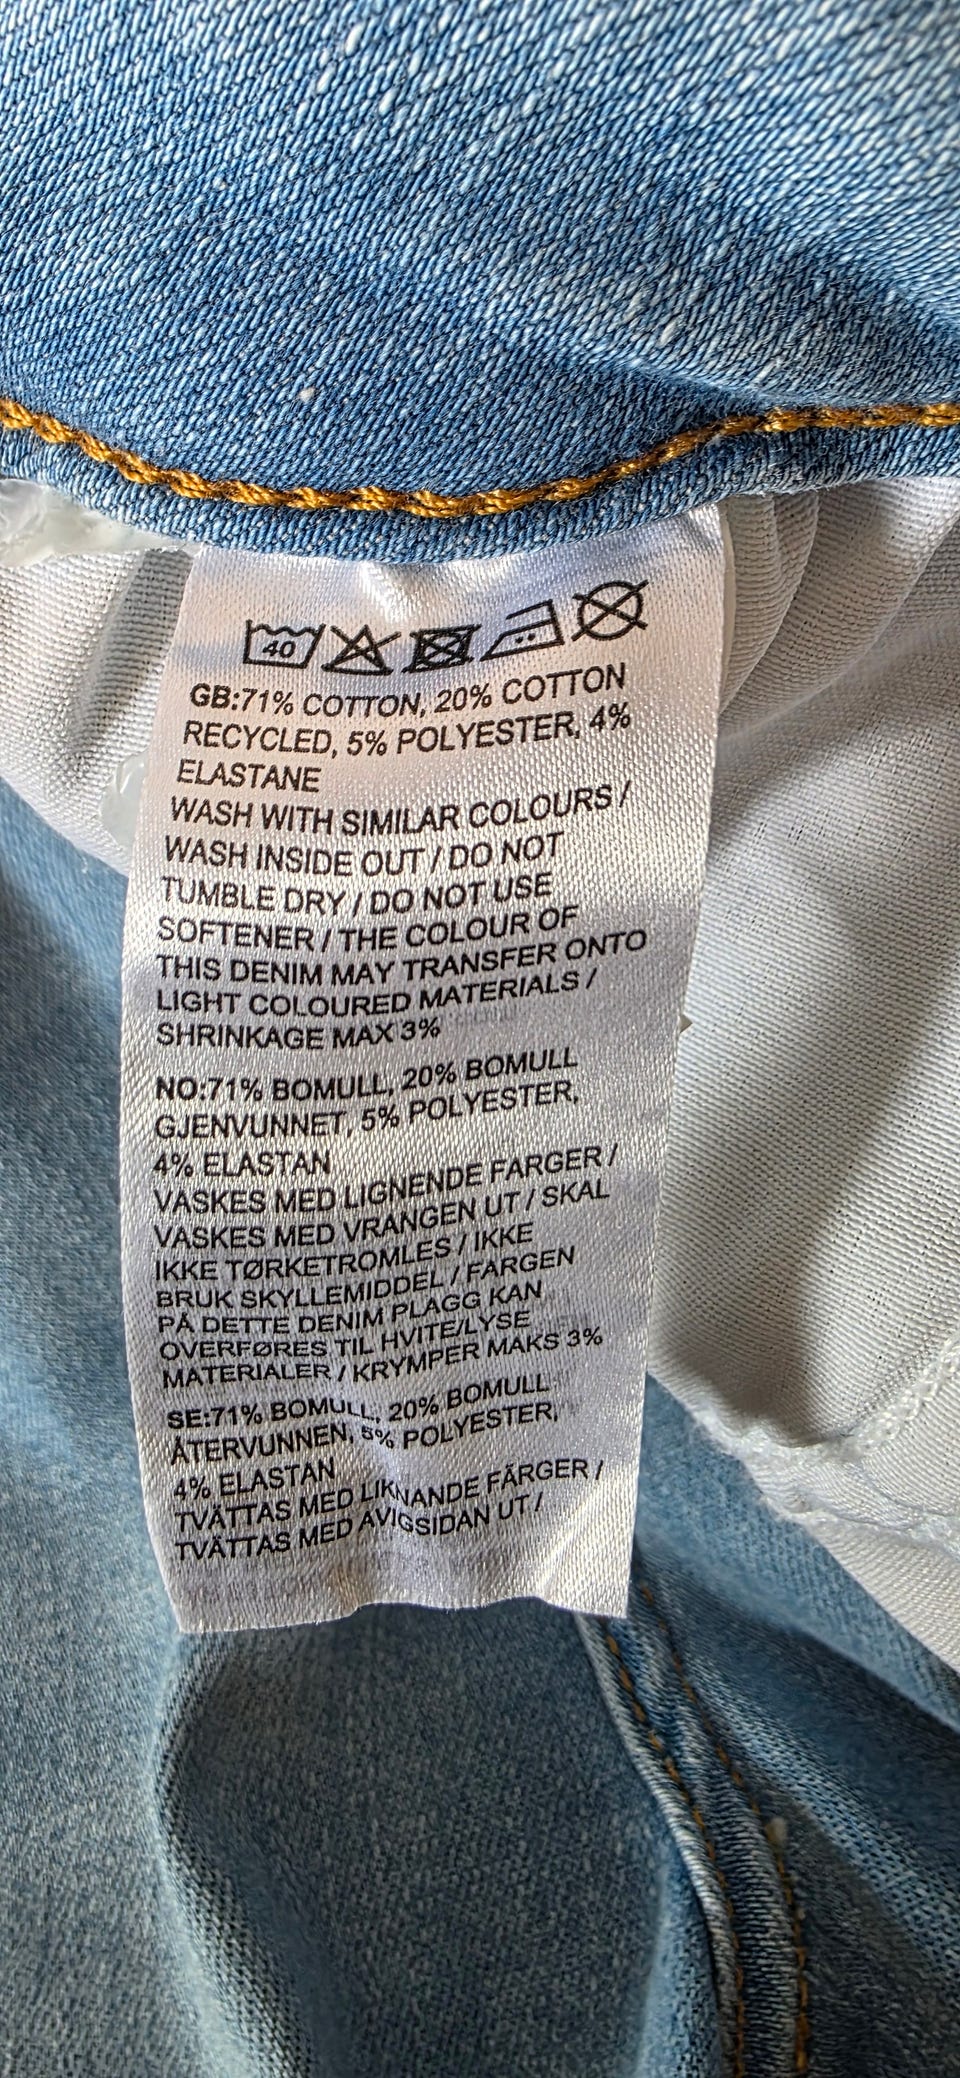 40
GB:71% COTTON, 20% COTTON
RECYCLED, 5% POLYESTER, 4%
ELASTANE
WASH WITH SIMILAR COLOURS /
WASH INSIDE OUT / DO NOT
TUMBLE DRY / DO NOT USE
SOFTENER / THE COLOUR OF
THIS DENIM MAY TRANSFER ONTO
LIGHT COLOURED MATERIALS /
SHRINKAGE MAX 3%
NO:71% BOMULL, 20% BOMULL
GJENVUNNET, 5% POLYESTER,
4% ELASTAN
VASKES MED LIGNENDE FARGER /
VASKES MED VRANGEN UT / SKAL
IKKE TØRKETROMLES / IKKE
BRUK SKYLLEMIDDEL / FARGEN
PÅ DETTE DENIM PLAGG KAN
OVERFØRES TIL HVITE/LYSE
MATERIALER / KRYMPER MAKS 3%
SE:71% BOMULL, 20% BOMULL
ÅTERVUNNEN, 5% POLYESTER,
4% ELASTAN
TVÄTTAS MED LIKNANDE FÄRGER /
TVÄTTAS MED AVIGSIDAN UT /